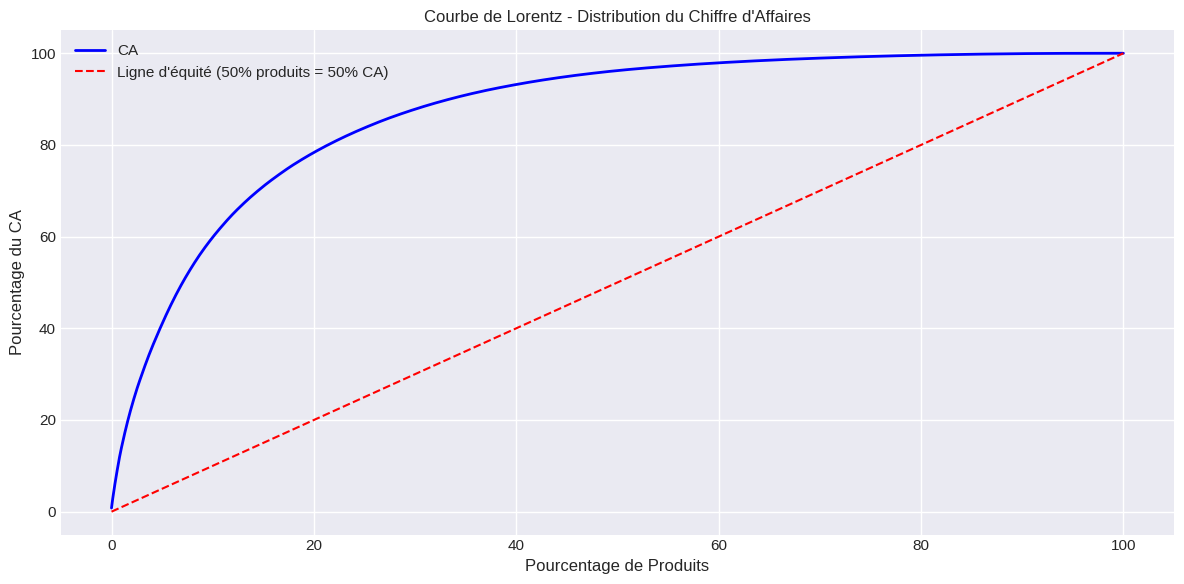 Courbe de Lorentz - Distribution du Chiffre d'Affaires
CA
Ligne d'équité (50% produits = 50% CA)
Pourcentage du CA
100
80
60
40
20
0
0 20 40 60 80 100
Pourcentage de Produits